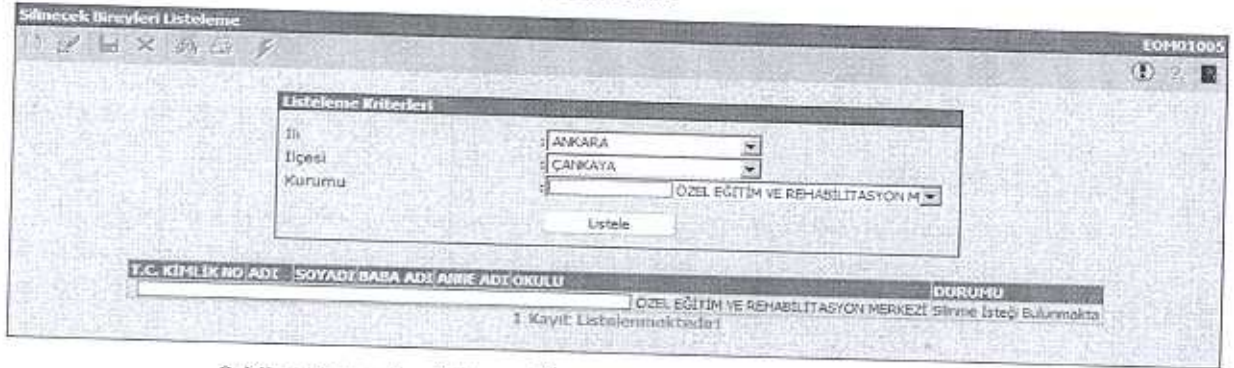 Silinecek Bireyleri Listeleme
EOM01005
Listeleme Kriterleri
İli : ANKARA
İlçesi : ÇANKAYA
Kurumu : ÖZEL EĞİTİM VE REHABİLİTASYON M
Listele
T.C. KİMLİK NO ADI SOYADI BABA ADI ANNE ADI OKULU DURUMU
ÖZEL EĞİTİM VE REHABİLİTASYON MERKEZİ Silinme İsteği Bulunmakta
1 Kayıt Listelenmektedir!